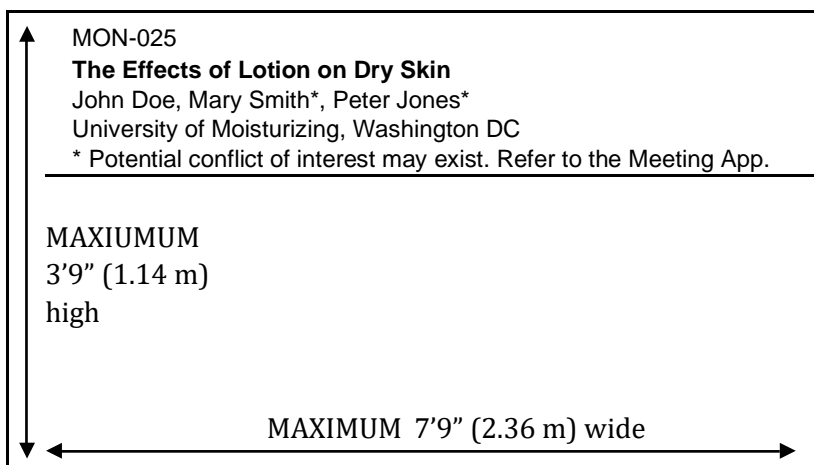 MON-025
The Effects of Lotion on Dry Skin
John Doe, Mary Smith*, Peter Jones*
University of Moisturizing, Washington DC
* Potential conflict of interest may exist. Refer to the Meeting App.
MAXIUMUM
3’9” (1.14 m)
high
MAXIMUM 7’9” (2.36 m) wide